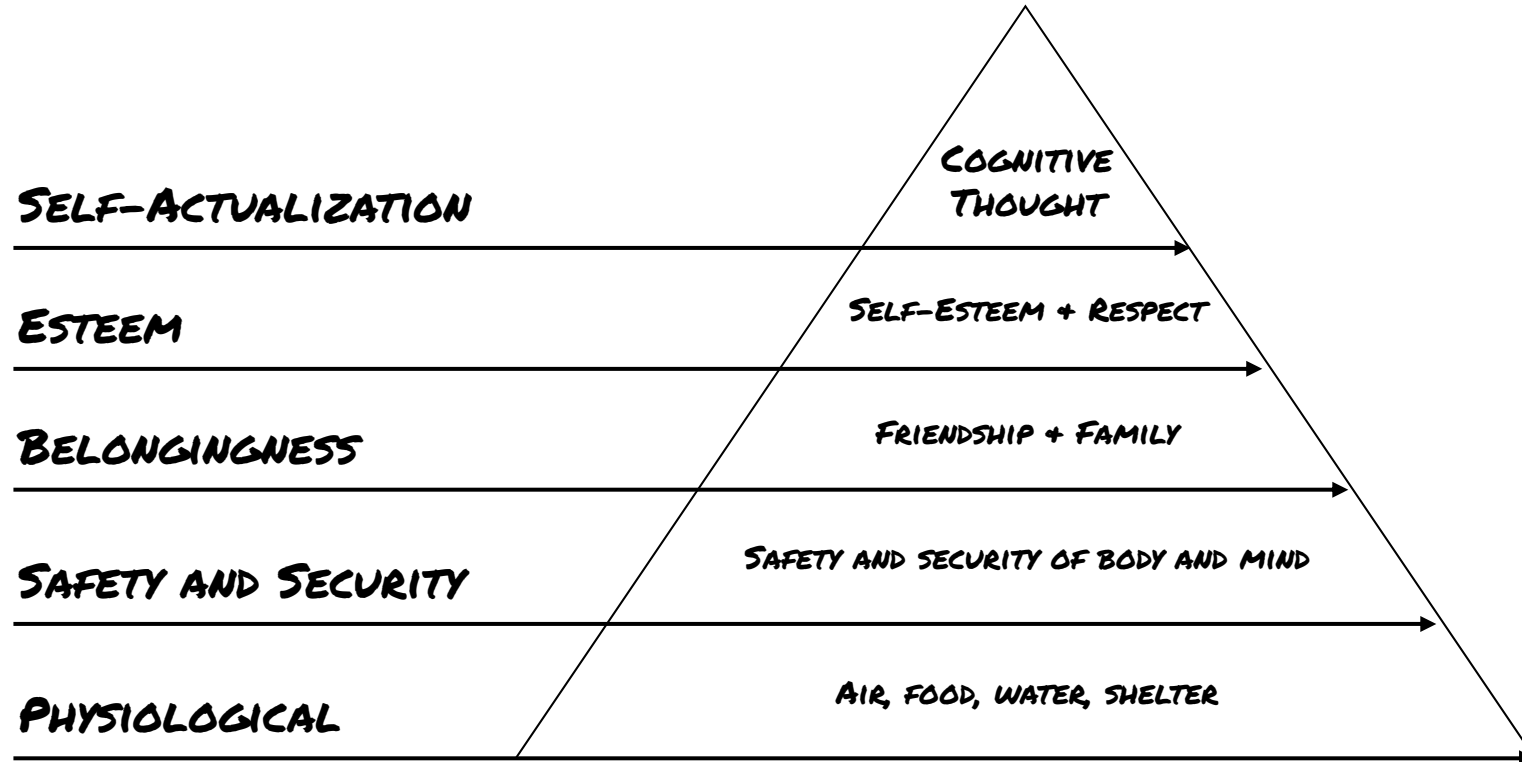 Cognitive
Thought
Self-Actualization
Self-Esteem + Respect
Esteem
Friendship + Family
Belongingness
Safety and security of body and mind
Safety and Security
Air, food, water, shelter
Physiological